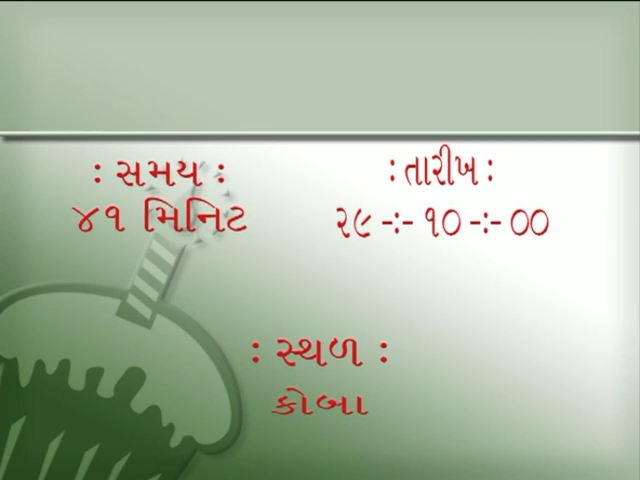 : સમય :
૪૧ મિનિટ
: તારીખ :
૨૯ -:- ૧૦ -:- ૦૦
: સ્થળ :
કોબા